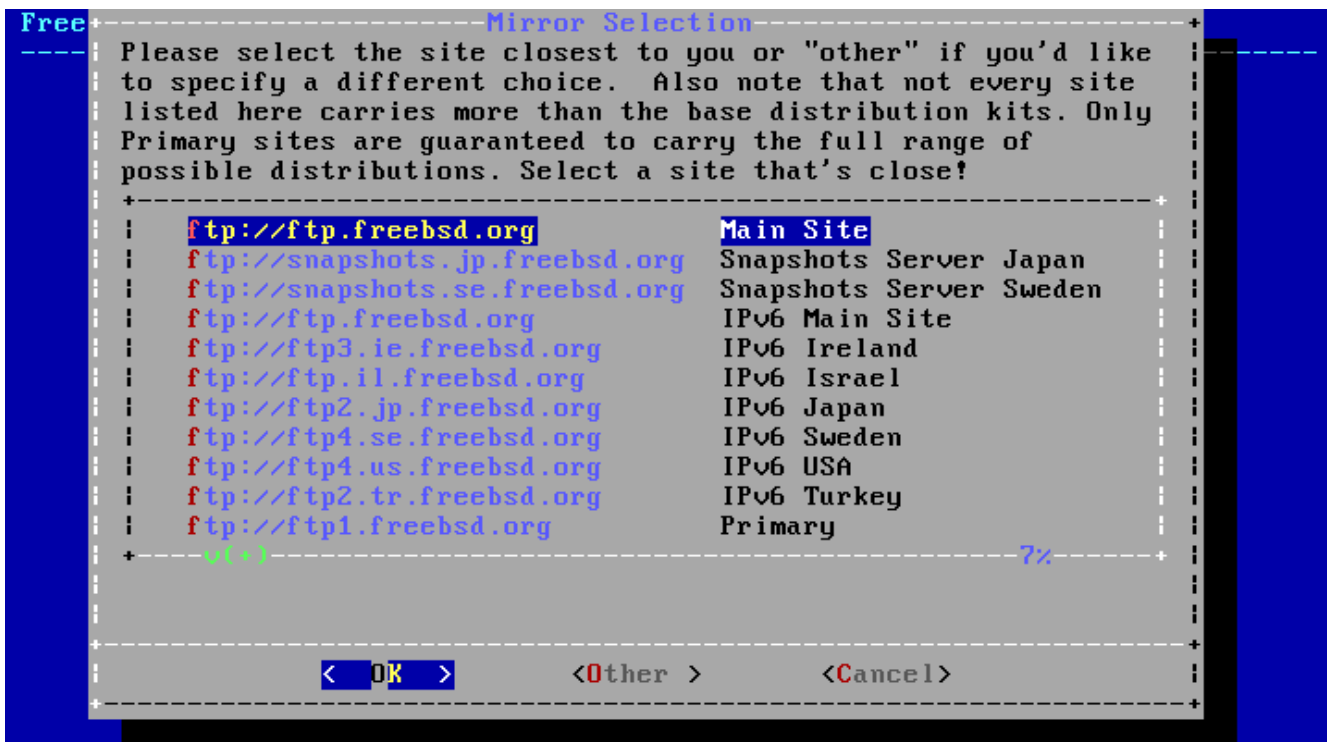 Free
Mirror Selection
Please select the site closest to you or "other" if you'd like
to specify a different choice.  Also note that not every site
listed here carries more than the base distribution kits. Only
Primary sites are guaranteed to carry the full range of
possible distributions. Select a site that's close!
ftp://ftp.freebsd.org Main Site
ftp://snapshots.jp.freebsd.org Snapshots Server Japan
ftp://snapshots.se.freebsd.org Snapshots Server Sweden
ftp://ftp.freebsd.org IPv6 Main Site
ftp://ftp3.ie.freebsd.org IPv6 Ireland
ftp://ftp.il.freebsd.org IPv6 Israel
ftp://ftp2.jp.freebsd.org IPv6 Japan
ftp://ftp4.se.freebsd.org IPv6 Sweden
ftp://ftp4.us.freebsd.org IPv6 USA
ftp://ftp2.tr.freebsd.org IPv6 Turkey
ftp://ftp1.freebsd.org Primary
v(+) 7%
< OK > <Other > <Cancel>